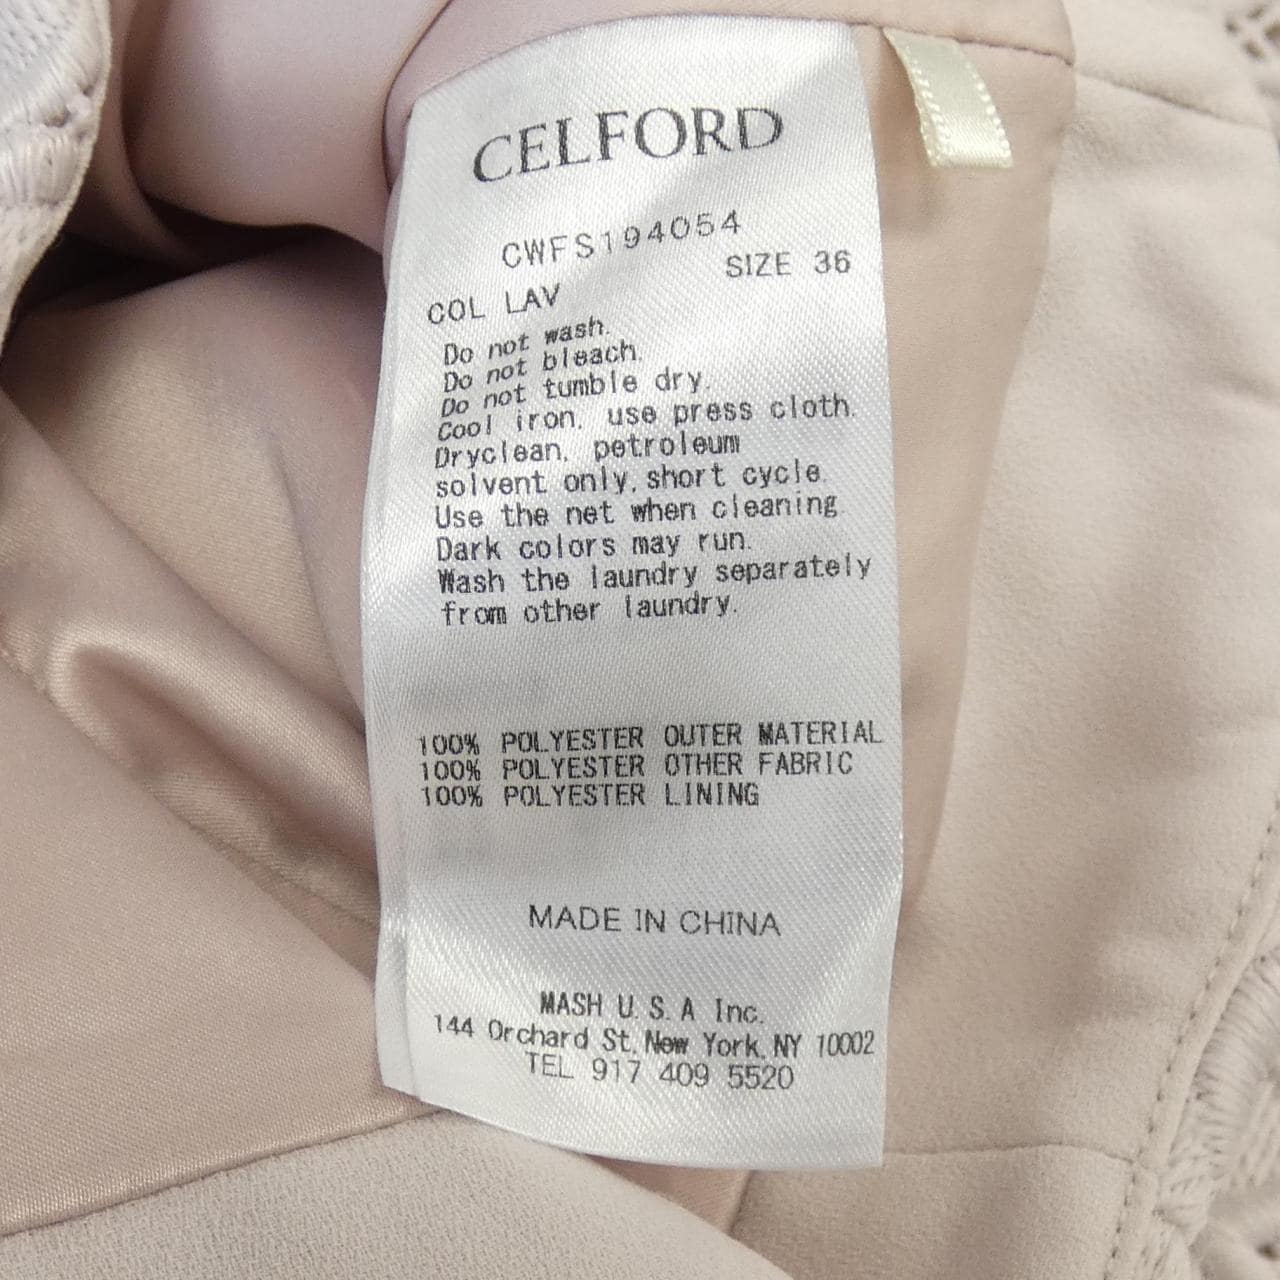 CELFORD
CWFS194054
SIZE 36
COL LAV
Do not wash.
Do not bleach.
Do not tumble dry.
Cool iron, use press cloth.
Dryclean, petroleum
solvent only, short cycle.
Use the net when cleaning.
Dark colors may run.
Wash the laundry separately
from other laundry.
100% POLYESTER OUTER MATERIAL
100% POLYESTER OTHER FABRIC
100% POLYESTER LINING
MADE IN CHINA
MASH U.S.A Inc.
144 Orchard St, New York, NY 10002
TEL 917 409 5520